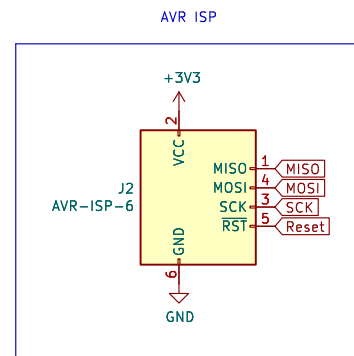 AVR ISP
+3V3
2
VCC
MISO 1 MISO
J2 MOSI 4 MOSI
AVR-ISP-6 SCK 3 SCK
RST 5 Reset
GND
6
GND